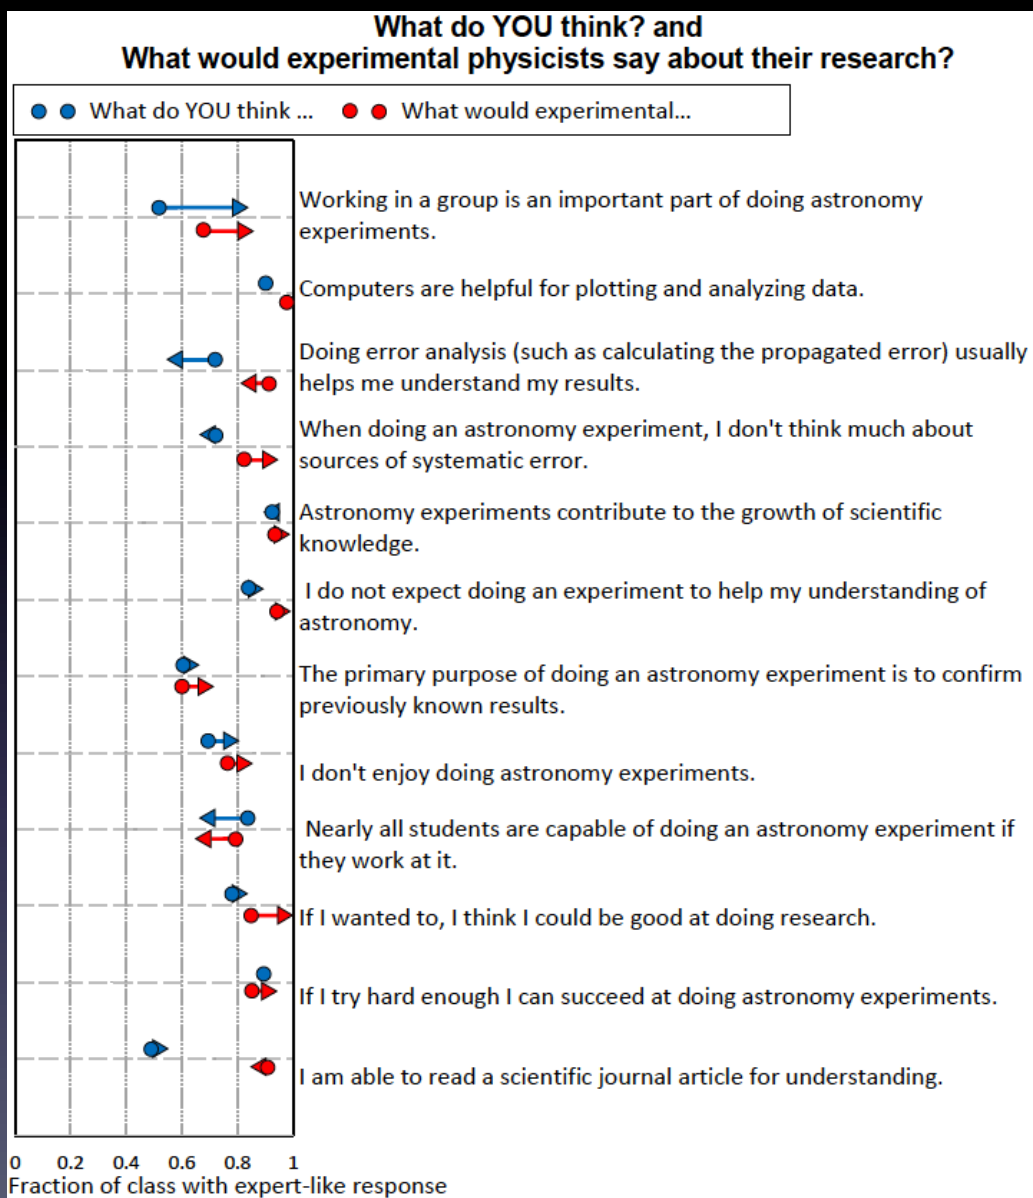 What do YOU think? and
What would experimental physicists say about their research?
What do YOU think ... What would experimental...
Working in a group is an important part of doing astronomy
experiments.
Computers are helpful for plotting and analyzing data.
Doing error analysis (such as calculating the propagated error) usually
helps me understand my results.
When doing an astronomy experiment, I don't think much about
sources of systematic error.
Astronomy experiments contribute to the growth of scientific
knowledge.
I do not expect doing an experiment to help my understanding of
astronomy.
The primary purpose of doing an astronomy experiment is to confirm
previously known results.
I don't enjoy doing astronomy experiments.
Nearly all students are capable of doing an astronomy experiment if
they work at it.
If I wanted to, I think I could be good at doing research.
If I try hard enough I can succeed at doing astronomy experiments.
I am able to read a scientific journal article for understanding.
0 0.2 0.4 0.6 0.8 1
Fraction of class with expert-like response